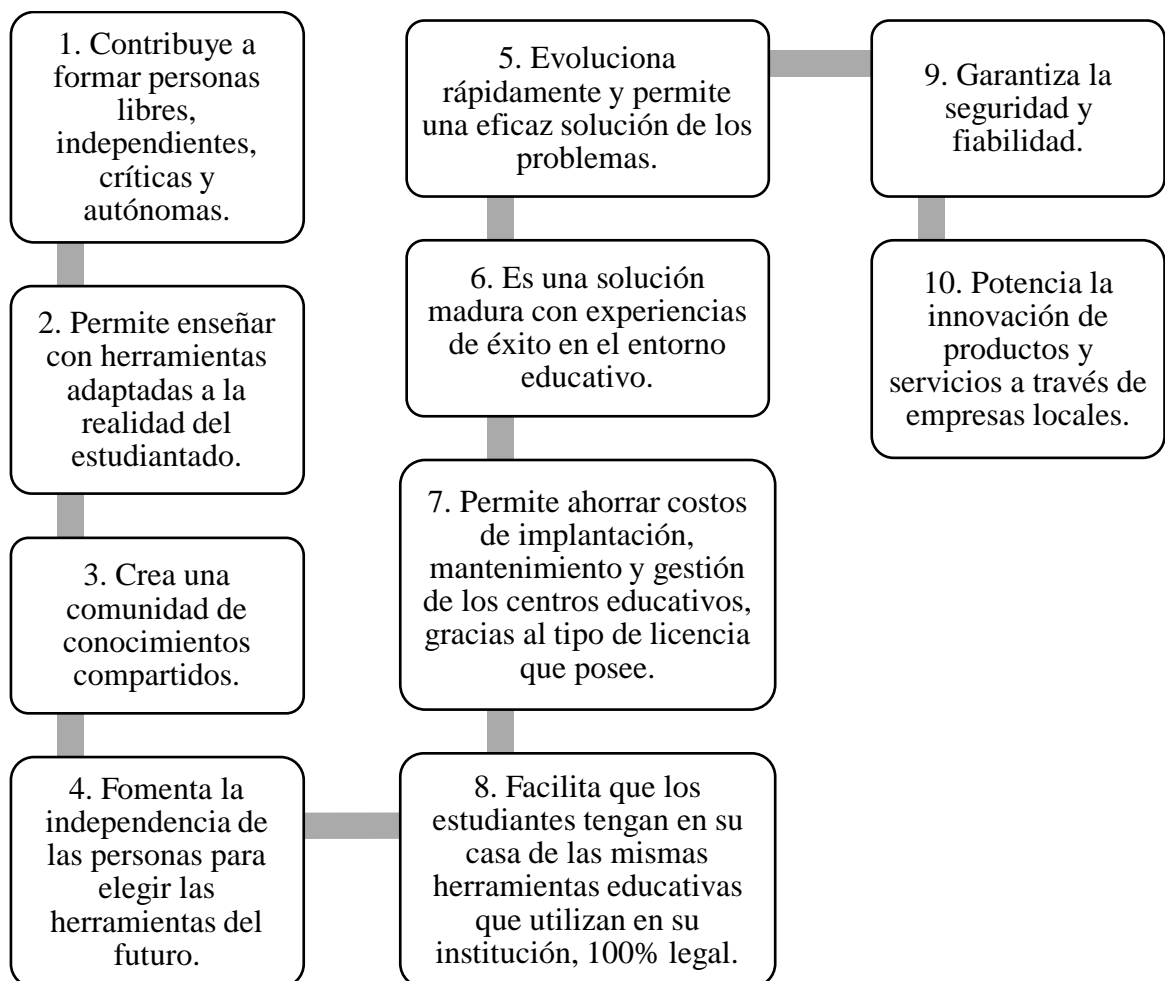 1. Contribuye a
formar personas
libres,
independientes,
críticas y
autónomas.
2. Permite enseñar
con herramientas
adaptadas a la
realidad del
estudiantado.
3. Crea una
comunidad de
conocimientos
compartidos.
4. Fomenta la
independencia de
las personas para
elegir las
herramientas del
futuro.
5. Evoluciona
rápidamente y permite
una eficaz solución de los
problemas.
6. Es una solución
madura con experiencias
de éxito en el entorno
educativo.
7. Permite ahorrar costos
de implantación,
mantenimiento y gestión
de los centros educativos,
gracias al tipo de licencia
que posee.
8. Facilita que los
estudiantes tengan en su
casa de las mismas
herramientas educativas
que utilizan en su
institución, 100% legal.
9. Garantiza la
seguridad y
fiabilidad.
10. Potencia la
innovación de
productos y
servicios a través de
empresas locales.